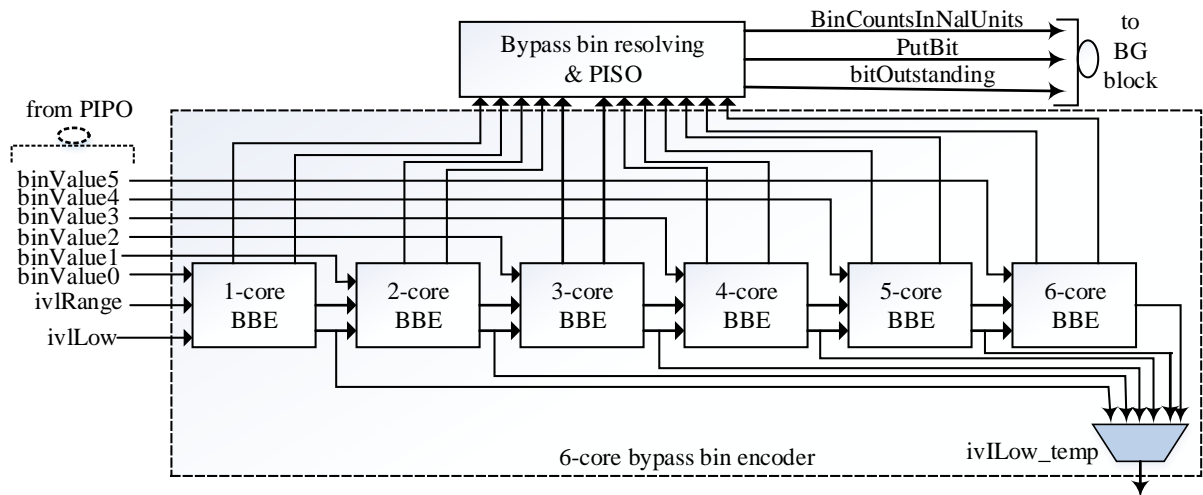 BinCountsInNalUnits
PutBit
bitOutstanding
to
BG
block
Bypass bin resolving
& PISO
from PIPO
binValue5
binValue4
binValue3
binValue2
binValue1
binValue0
ivlRange
ivlLow
1-core
BBE
2-core
BBE
3-core
BBE
4-core
BBE
5-core
BBE
6-core
BBE
ivlLow_temp
6-core bypass bin encoder